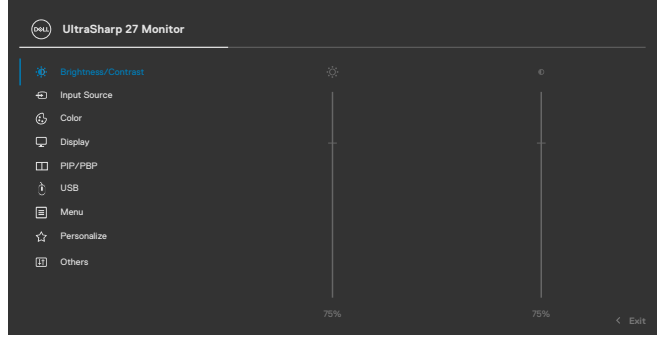 DELL
UltraSharp 27 Monitor
Brightness/Contrast
Input Source
Color
Display
PIP/PBP
USB
Menu
Personalize
Others
75%
75%
Exit